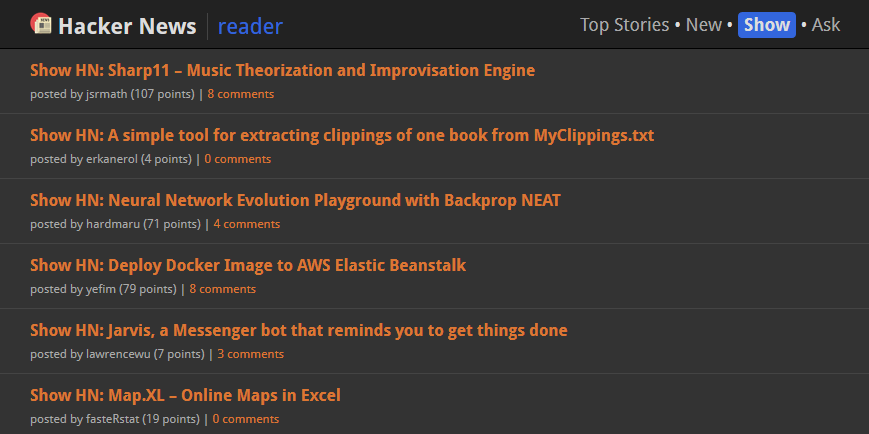 Hacker News | reader
Top Stories • New • Show • Ask
Show HN: Sharp11 – Music Theorization and Improvisation Engine
posted by jsrmath (107 points) | 8 comments
Show HN: A simple tool for extracting clippings of one book from MyClippings.txt
posted by erkanerol (4 points) | 0 comments
Show HN: Neural Network Evolution Playground with Backprop NEAT
posted by hardmaru (71 points) | 4 comments
Show HN: Deploy Docker Image to AWS Elastic Beanstalk
posted by yefim (79 points) | 8 comments
Show HN: Jarvis, a Messenger bot that reminds you to get things done
posted by lawrencewu (7 points) | 3 comments
Show HN: Map.XL – Online Maps in Excel
posted by fasteRstat (19 points) | 0 comments